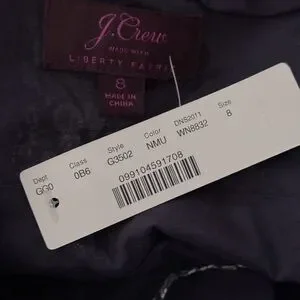 J.Crew
MADE WITH
LIBERTY FABRIC
8
MADE IN
CHINA
Dept Class Style Color DNS2011 Size
GG0 0B6 G3502 NMU WN8832 8
099104591708